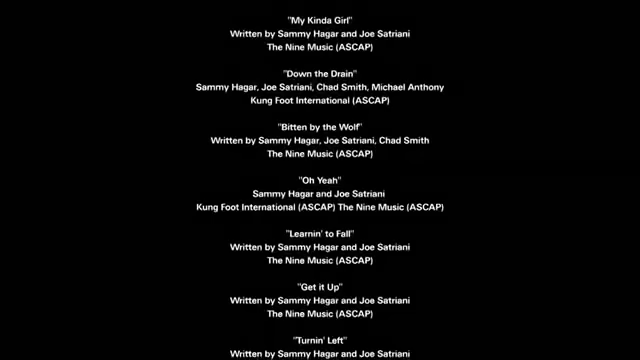 "My Kinda Girl"
Written by Sammy Hagar and Joe Satriani
The Nine Music (ASCAP)
"Down the Drain"
Sammy Hagar, Joe Satriani, Chad Smith, Michael Anthony
Kung Foot International (ASCAP)
"Bitten by the Wolf"
Written by Sammy Hagar, Joe Satriani, Chad Smith
The Nine Music (ASCAP)
"Oh Yeah"
Sammy Hagar and Joe Satriani
Kung Foot International (ASCAP) The Nine Music (ASCAP)
"Learnin' to Fall"
Written by Sammy Hagar and Joe Satriani
The Nine Music (ASCAP)
"Get it Up"
Written by Sammy Hagar and Joe Satriani
The Nine Music (ASCAP)
"Turnin' Left"
Written by Sammy Hagar and Joe Satriani